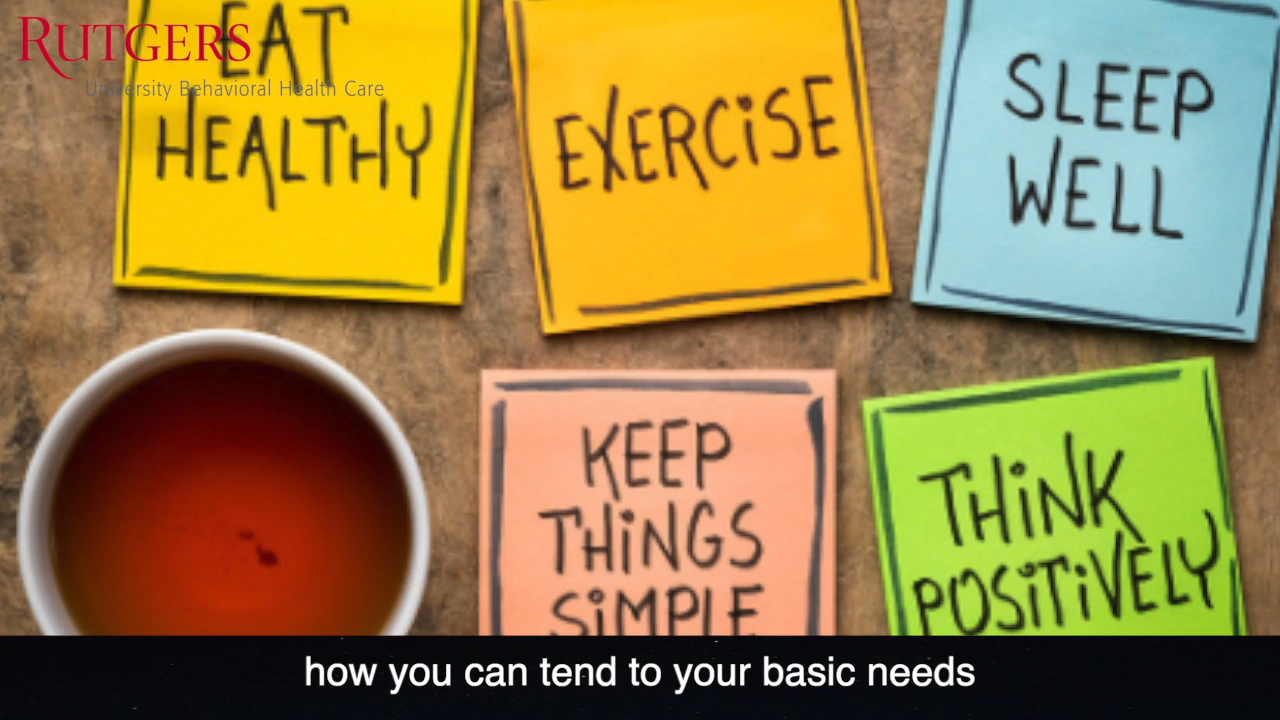 RUTGERS
University Behavioral Health Care
EAT
HEALTHY
EXERCISE
SLEEP
WELL
KEEP
THINGS
SIMPLE
THINK
POSITIVELY
how you can tend to your basic needs